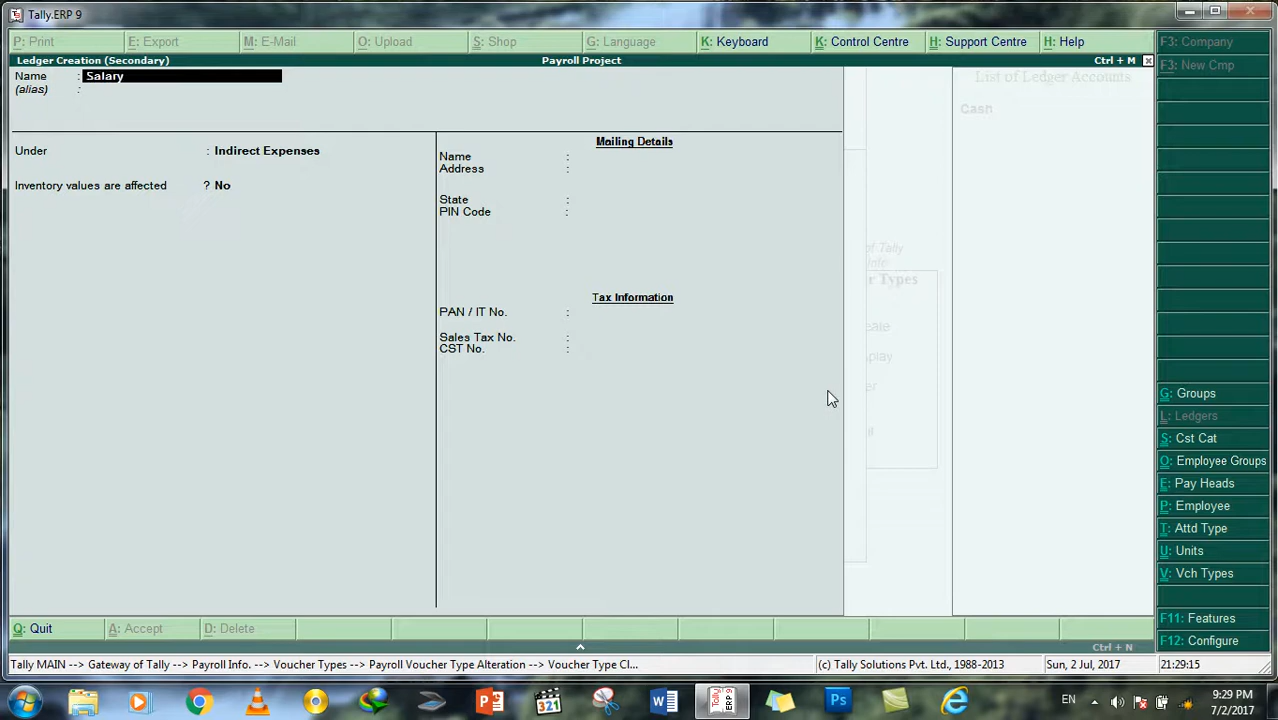 Tally.ERP 9
P: Print
E: Export
M: E-Mail
O: Upload
S: Shop
G: Language
K: Keyboard
K: Control Centre
H: Support Centre
H: Help
F3: Company
F3: New Cmp
Ledger Creation (Secondary)
Payroll Project
Ctrl + M
Name : Salary
(alias) :
List of Ledger Accounts
Cash
Under : Indirect Expenses
Inventory values are affected ? No
Mailing Details
Name :
Address :
State :
PIN Code :
Tax Information
PAN / IT No. :
Sales Tax No. :
CST No. :
of Tally
r Types
G: Groups
L: Ledgers
S: Cst Cat
O: Employee Groups
E: Pay Heads
P: Employee
T: Attd Type
U: Units
V: Vch Types
F11: Features
F12: Configure
Q: Quit
A: Accept
D: Delete
Ctrl + N
Tally MAIN --> Gateway of Tally --> Payroll Info. --> Voucher Types --> Payroll Voucher Type Alteration --> Voucher Type Cl...
(c) Tally Solutions Pvt. Ltd., 1988-2013
Sun, 2 Jul, 2017
21:29:15
EN
9:29 PM
7/2/2017